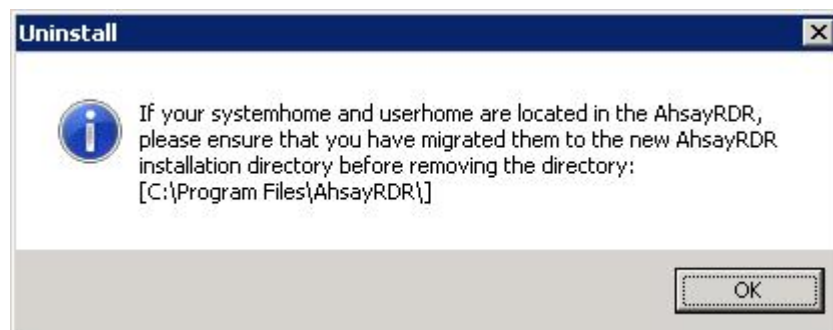 Uninstall
If your systemhome and userhome are located in the AhsayRDR,
please ensure that you have migrated them to the new AhsayRDR
installation directory before removing the directory:
[C:\Program Files\AhsayRDR\]
OK